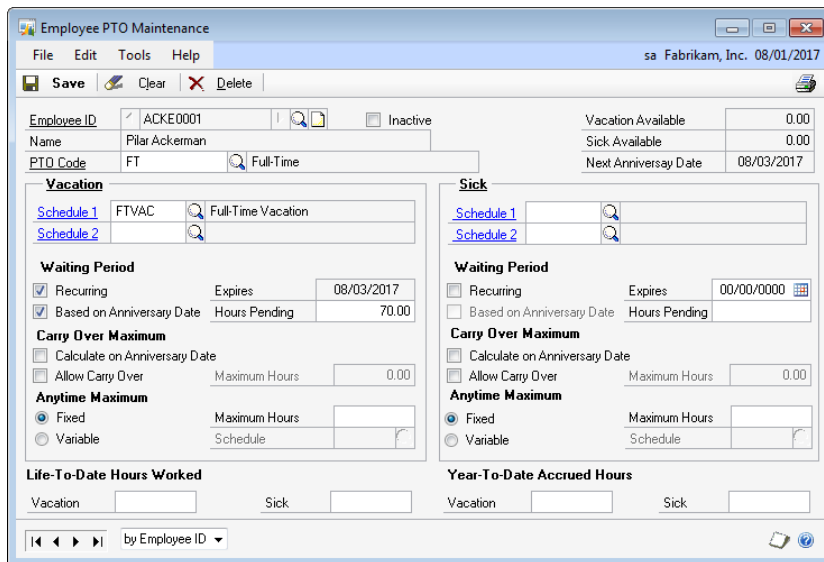 Employee PTO Maintenance
File Edit Tools Help sa Fabrikam, Inc. 08/01/2017
Save Clear Delete
Employee ID ACKE0001 Inactive Vacation Available 0.00
Name Pilar Ackerman Sick Available 0.00
PTO Code FT Full-Time Next Anniversay Date 08/03/2017
Vacation
Schedule 1 FTVAC Full-Time Vacation
Schedule 2
Waiting Period
Recurring Expires 08/03/2017
Based on Anniversary Date Hours Pending 70.00
Carry Over Maximum
Calculate on Anniversary Date
Allow Carry Over Maximum Hours 0.00
Anytime Maximum
Fixed Maximum Hours
Variable Schedule
Sick
Schedule 1
Schedule 2
Waiting Period
Recurring Expires 00/00/0000
Based on Anniversary Date Hours Pending
Carry Over Maximum
Calculate on Anniversary Date
Allow Carry Over Maximum Hours 0.00
Anytime Maximum
Fixed Maximum Hours
Variable Schedule
Life-To-Date Hours Worked
Vacation Sick
Year-To-Date Accrued Hours
Vacation Sick
by Employee ID